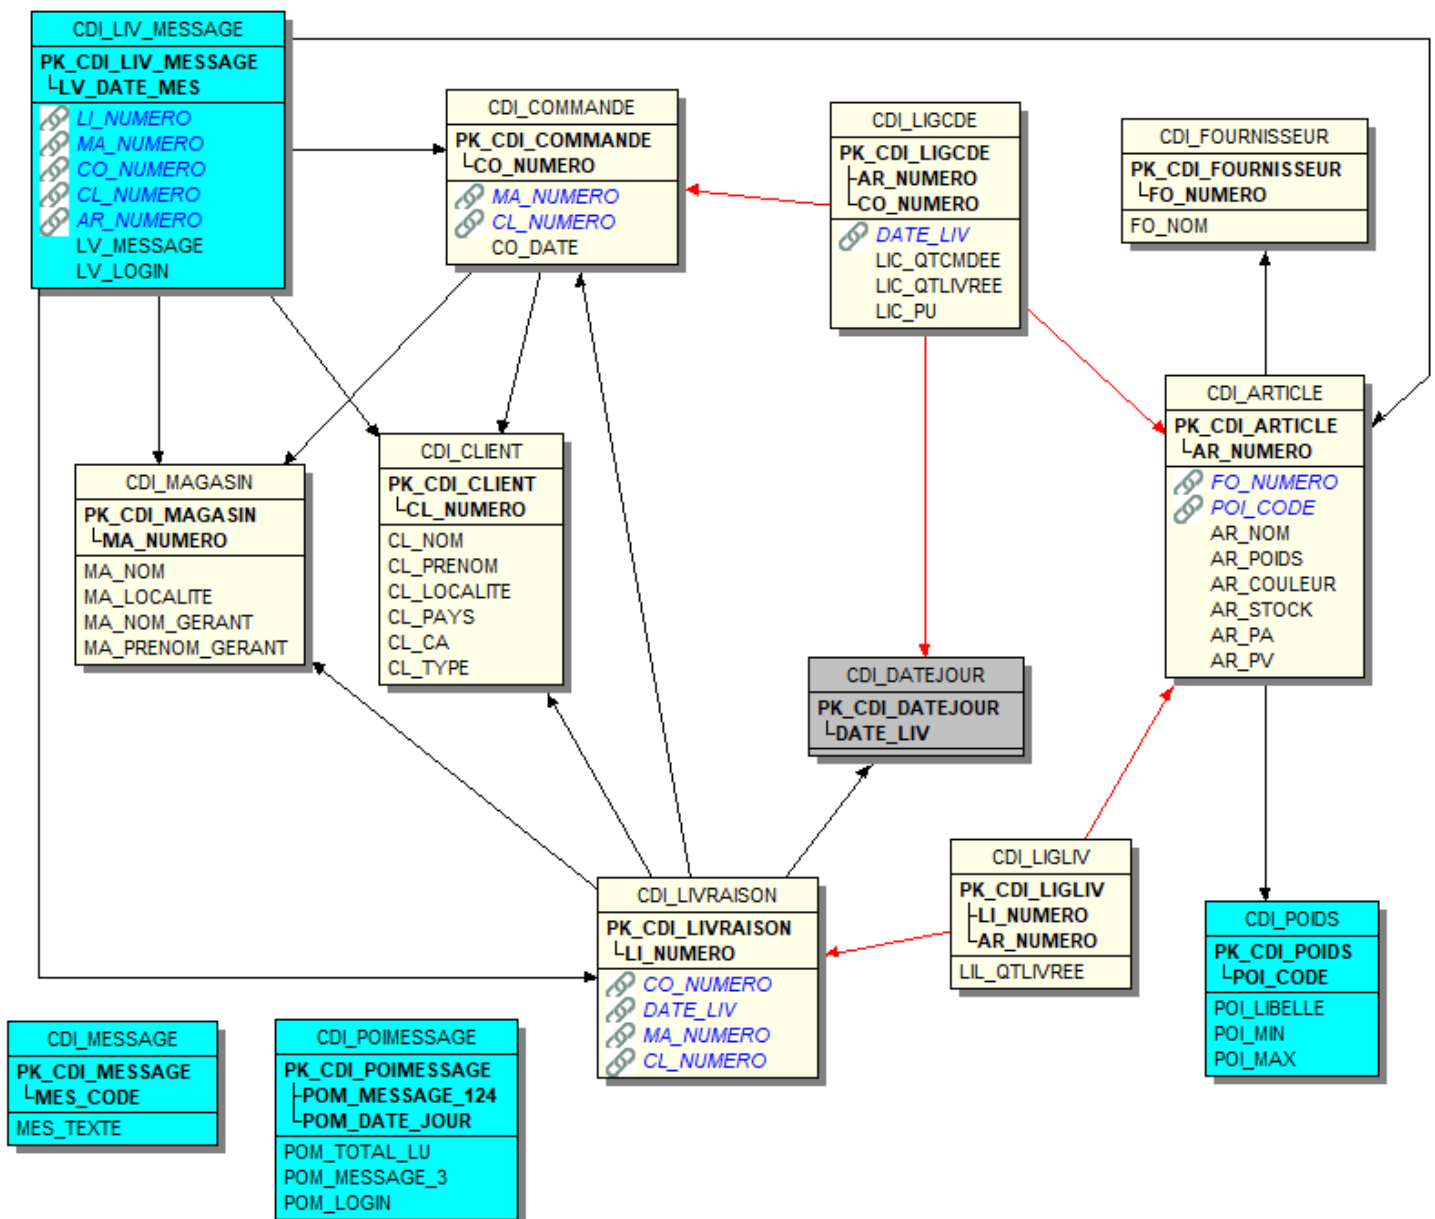 CDI_LIV_MESSAGE
PK_CDI_LIV_MESSAGE
LV_DATE_MES
LI_NUMERO
MA_NUMERO
CO_NUMERO
CL_NUMERO
AR_NUMERO
LV_MESSAGE
LV_LOGIN
CDI_COMMANDE
PK_CDI_COMMANDE
CO_NUMERO
MA_NUMERO
CL_NUMERO
CO_DATE
CDI_LIGCDE
PK_CDI_LIGCDE
AR_NUMERO
CO_NUMERO
DATE_LIV
LIC_QTCMDEE
LIC_QTLIVREE
LIC_PU
CDI_FOURNISSEUR
PK_CDI_FOURNISSEUR
FO_NUMERO
FO_NOM
CDI_MAGASIN
PK_CDI_MAGASIN
MA_NUMERO
MA_NOM
MA_LOCALITE
MA_NOM_GERANT
MA_PRENOM_GERANT
CDI_CLIENT
PK_CDI_CLIENT
CL_NUMERO
CL_NOM
CL_PRENOM
CL_LOCALITE
CL_PAYS
CL_CA
CL_TYPE
CDI_ARTICLE
PK_CDI_ARTICLE
AR_NUMERO
FO_NUMERO
POI_CODE
AR_NOM
AR_POIDS
AR_COULEUR
AR_STOCK
AR_PA
AR_PV
CDI_DATEJOUR
PK_CDI_DATEJOUR
DATE_LIV
CDI_LIVRAISON
PK_CDI_LIVRAISON
LI_NUMERO
CO_NUMERO
DATE_LIV
MA_NUMERO
CL_NUMERO
CDI_LIGLIV
PK_CDI_LIGLIV
LI_NUMERO
AR_NUMERO
LIL_QTLIVREE
CDI_POIDS
PK_CDI_POIDS
POI_CODE
POI_LIBELLE
POI_MIN
POI_MAX
CDI_MESSAGE
PK_CDI_MESSAGE
MES_CODE
MES_TEXTE
CDI_POIMESSAGE
PK_CDI_POIMESSAGE
POM_MESSAGE_124
POM_DATE_JOUR
POM_TOTAL_LU
POM_MESSAGE_3
POM_LOGIN